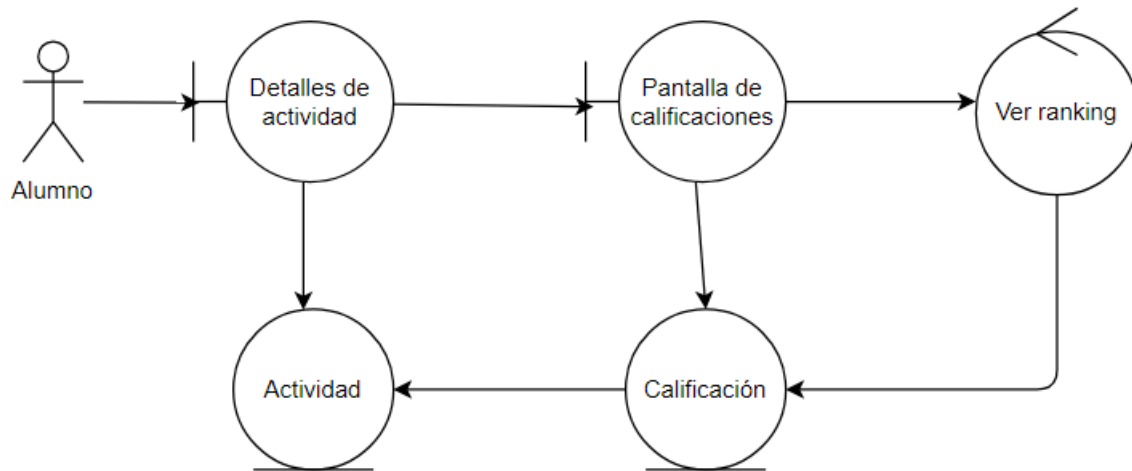 Detalles de
actividad
Pantalla de
calificaciones
Ver ranking
Alumno
Actividad
Calificación